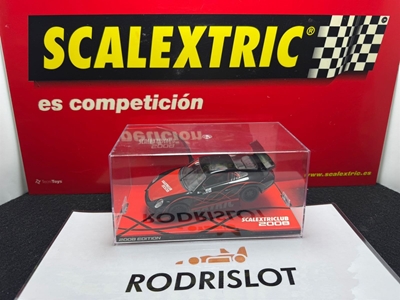 SCALEXTRIC
es competición
www.scalextric.es
SCALEXTRICLUB
2008
2008 EDITION
RODRISLOT